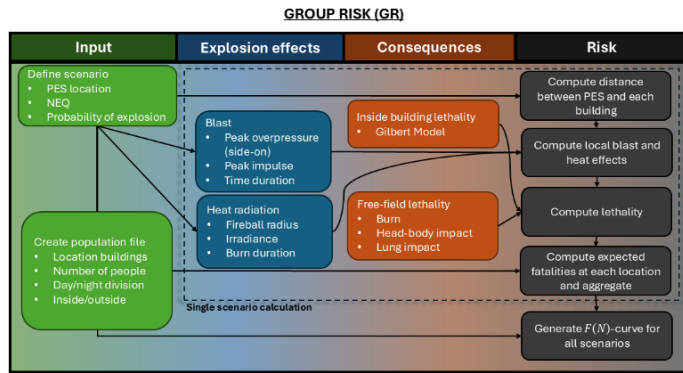 GROUP RISK (GR)
Input
Explosion effects
Consequences
Risk
Define scenario
• PES location
• NEQ
• Probability of explosion
Create population file
• Location buildings
• Number of people
• Day/night division
• Inside/outside
Blast
• Peak overpressure
(side-on)
• Peak impulse
• Time duration
Heat radiation
• Fireball radius
• Irradiance
• Burn duration
Inside building lethality
• Gilbert Model
Free-field lethality
• Burn
• Head-body impact
• Lung impact
Compute distance
between PES and each
building
Compute local blast and
heat effects
Compute lethality
Compute expected
fatalities at each location
and aggregate
Single scenario calculation
Generate F(N)-curve for
all scenarios